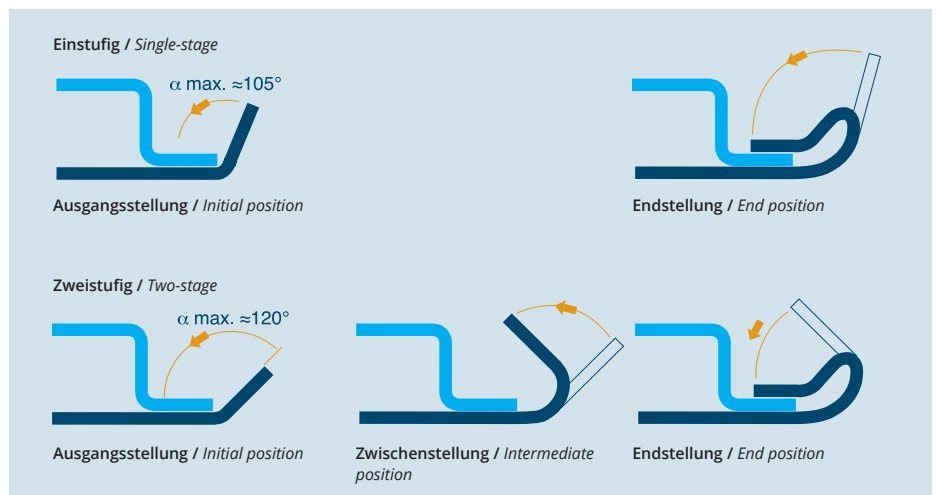 Einstufig / Single-stage
α max. ≈105°
Ausgangsstellung / Initial position
Endstellung / End position
Zweistufig / Two-stage
α max. ≈120°
Ausgangsstellung / Initial position
Zwischenstellung / Intermediate
position
Endstellung / End position